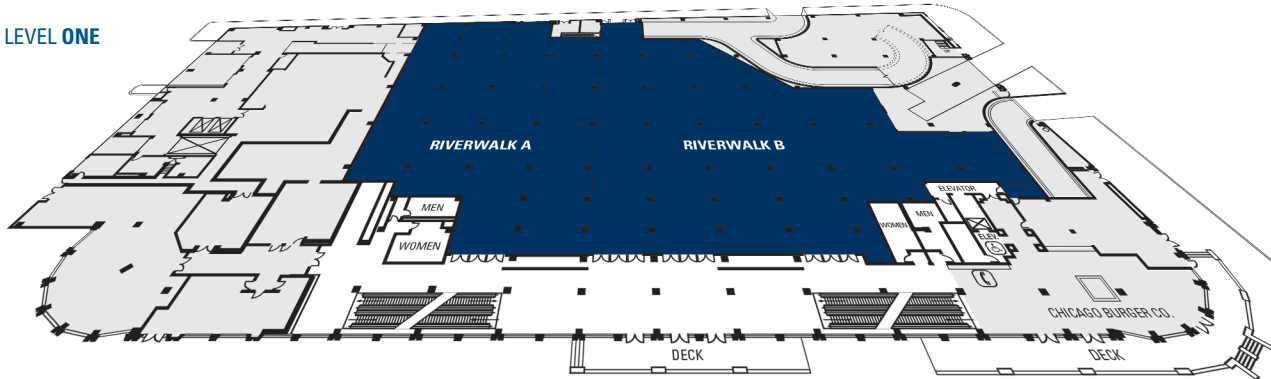 LEVEL ONE
RIVERWALK A
RIVERWALK B
ELEVATOR
MEN
MEN
WOMEN
WOMEN
ELEV.
CHICAGO BURGER CO.
DECK
DECK